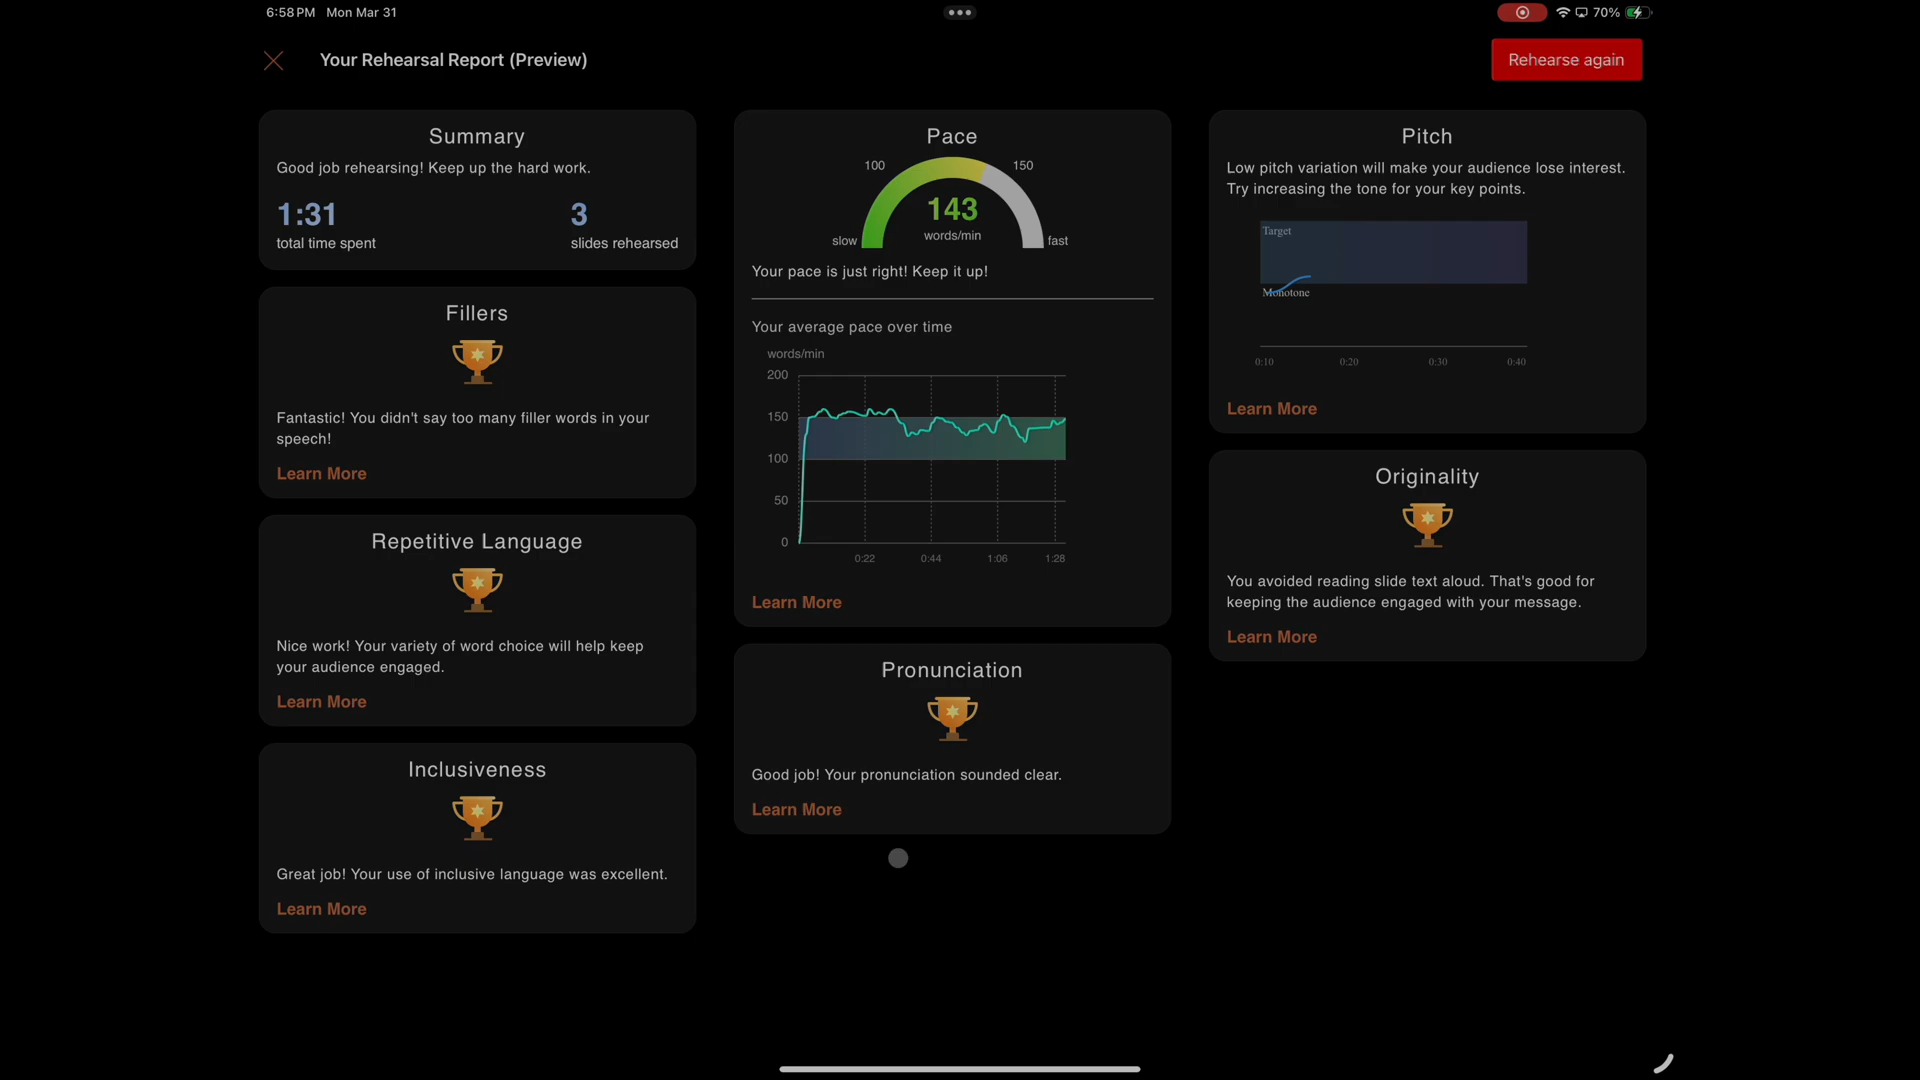 6:58 PM Mon Mar 31
70%
Your Rehearsal Report (Preview)
Rehearse again
Summary
Good job rehearsing! Keep up the hard work.
1:31
total time spent
3
slides rehearsed
Fillers
Fantastic! You didn't say too many filler words in your
speech!
Learn More
Repetitive Language
Nice work! Your variety of word choice will help keep
your audience engaged.
Learn More
Inclusiveness
Great job! Your use of inclusive language was excellent.
Learn More
Pace
100
150
143
words/min
slow
fast
Your pace is just right! Keep it up!
Your average pace over time
words/min
200
150
100
50
0
0:22
0:44
1:06
1:28
Learn More
Pronunciation
Good job! Your pronunciation sounded clear.
Learn More
Pitch
Low pitch variation will make your audience lose interest.
Try increasing the tone for your key points.
Target
Monotone
0:10
0:20
0:30
0:40
Learn More
Originality
You avoided reading slide text aloud. That's good for
keeping the audience engaged with your message.
Learn More